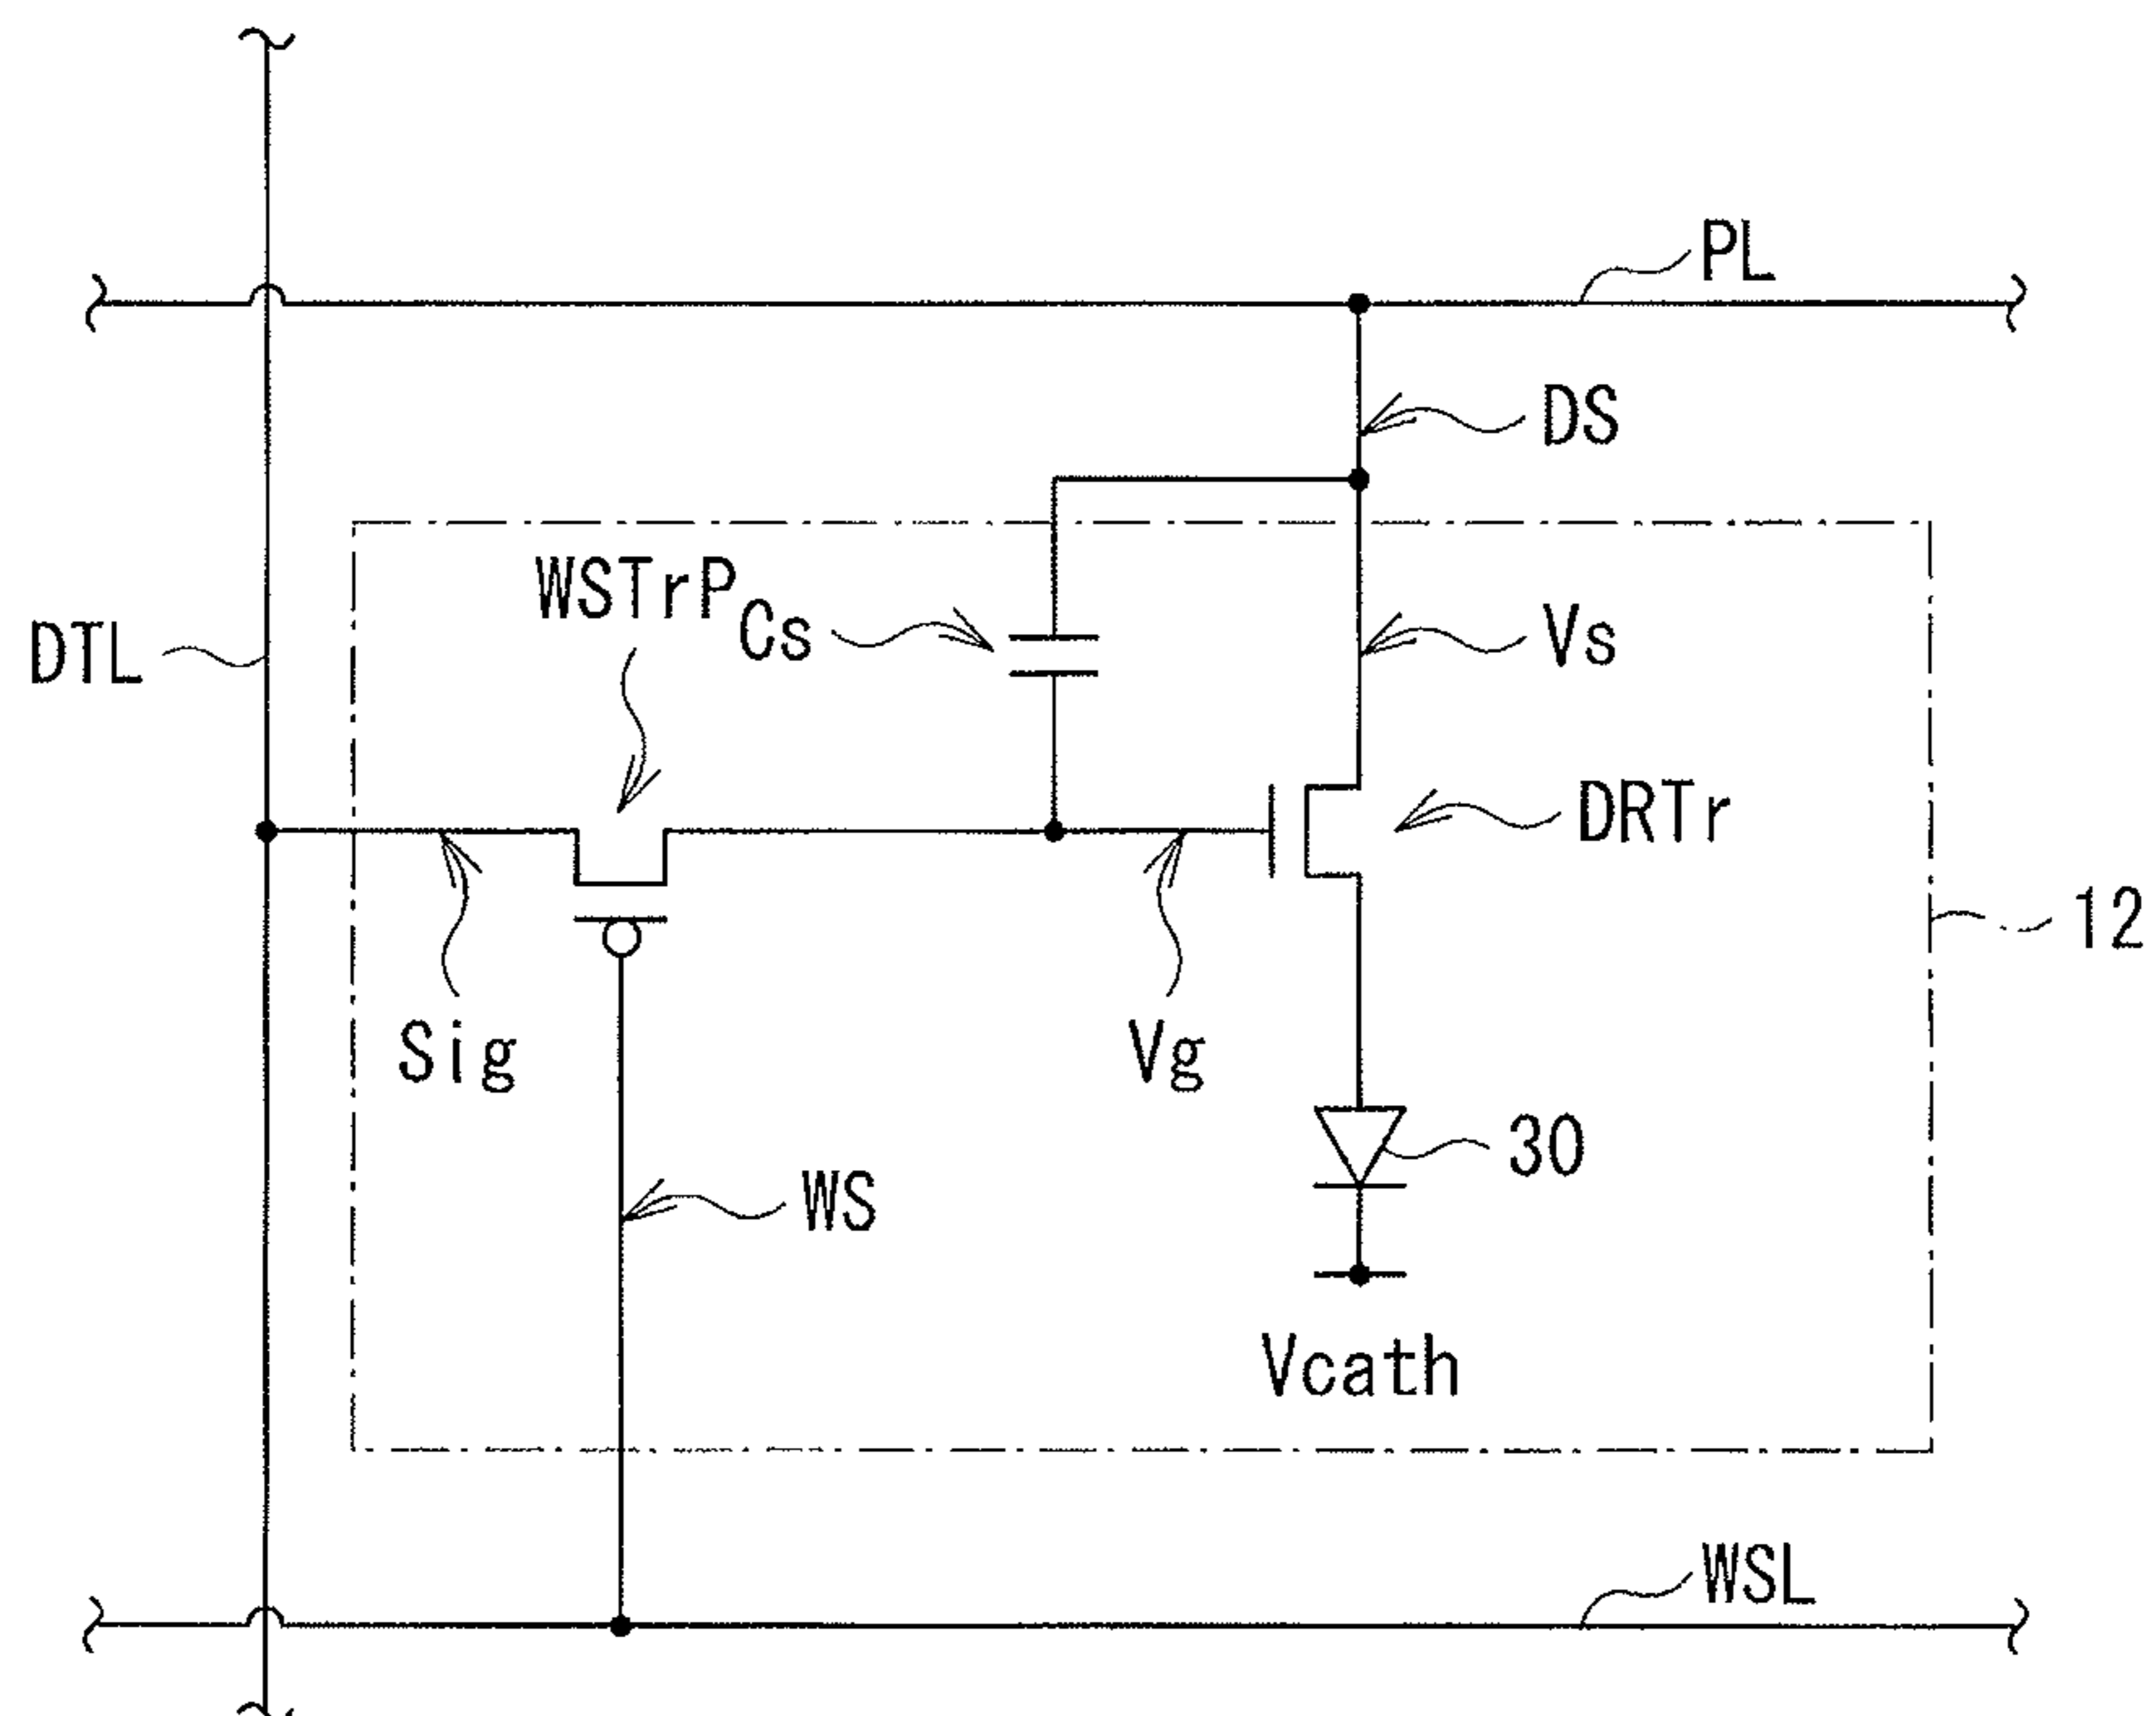 PL
DS
WSTrP
Cs
Vs
DTL
DRTr
12
Sig
Vg
30
WS
Vcath
WSL